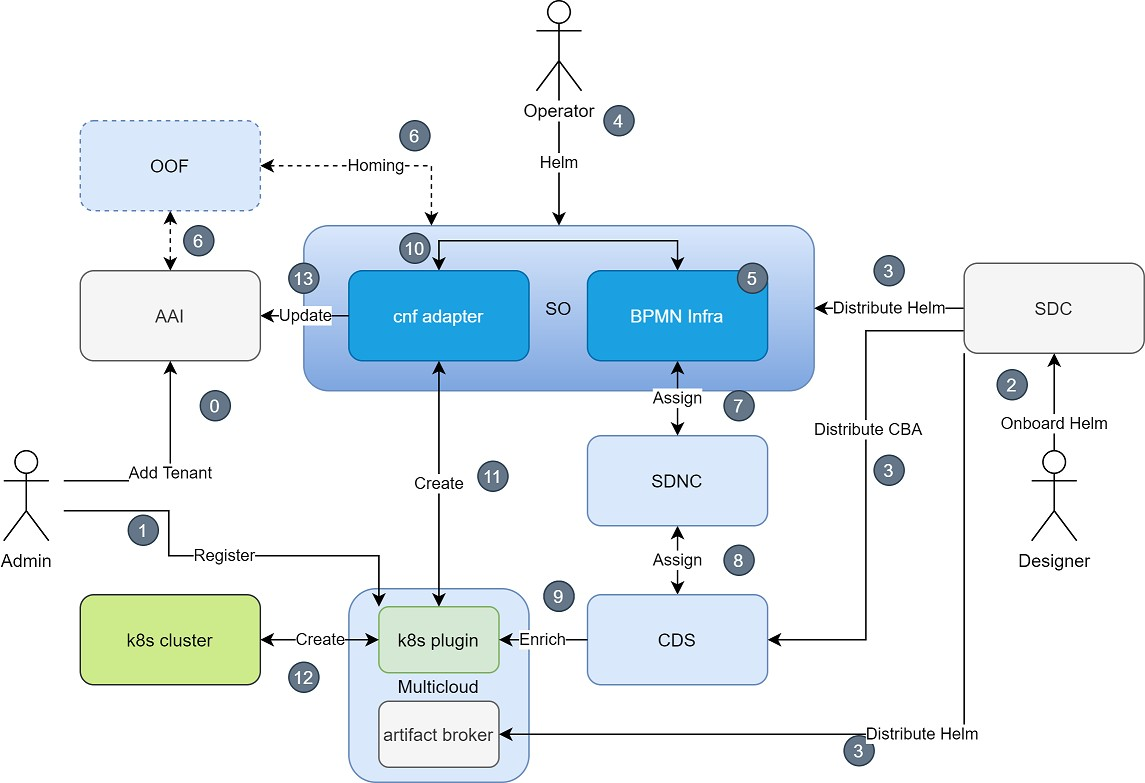 Operator
4
6
OOF
Homing
Helm
6
10
13
5
3
AAI
Update
cnf adapter
SO
BPMN Infra
Distribute Helm
SDC
0
Assign
7
2
Onboard Helm
Distribute CBA
Add Tenant
3
Create
11
SDNC
1
Register
Admin
Assign
8
Designer
9
k8s cluster
Create
k8s plugin
Enrich
CDS
12
Multicloud
artifact broker
Distribute Helm
3